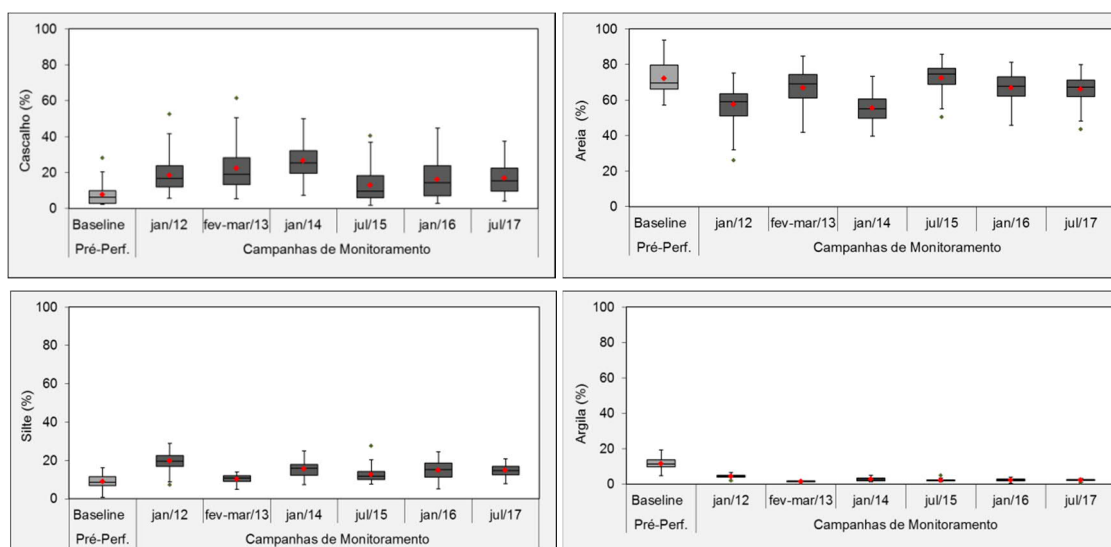 100
80
60
40
20
0
Cascalho (%)
Baseline jan/12 fev-mar/13 jan/14 jul/15 jan/16 jul/17
Pré-Perf. Campanhas de Monitoramento
100
80
60
40
20
0
Areia (%)
Baseline jan/12 fev-mar/13 jan/14 jul/15 jan/16 jul/17
Pré-Perf. Campanhas de Monitoramento
100
80
60
40
20
0
Silte (%)
Baseline jan/12 fev-mar/13 jan/14 jul/15 jan/16 jul/17
Pré-Perf. Campanhas de Monitoramento
100
80
60
40
20
0
Argila (%)
Baseline jan/12 fev-mar/13 jan/14 jul/15 jan/16 jul/17
Pré-Perf. Campanhas de Monitoramento